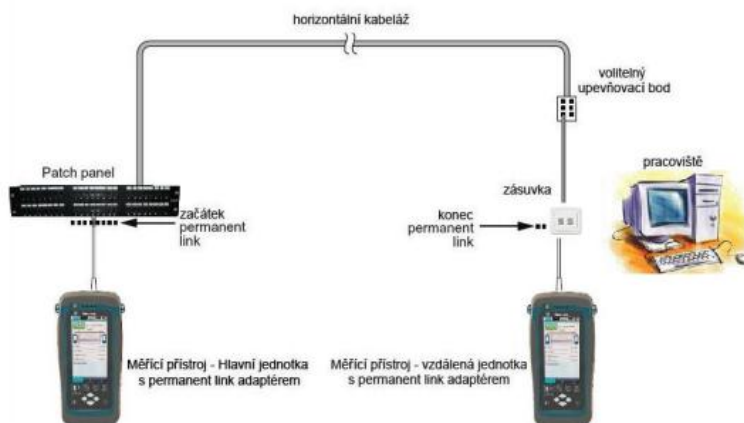 horizontální kabeláž
volitelný
upevňovací bod
Patch panel
pracoviště
zásuvka
začátek
permanent
link
konec
permanent
link
Měřící přístroj - Hlavní jednotka
s permanent link adaptérem
Měřící přístroj - vzdálená jednotka
s permanent link adaptérem